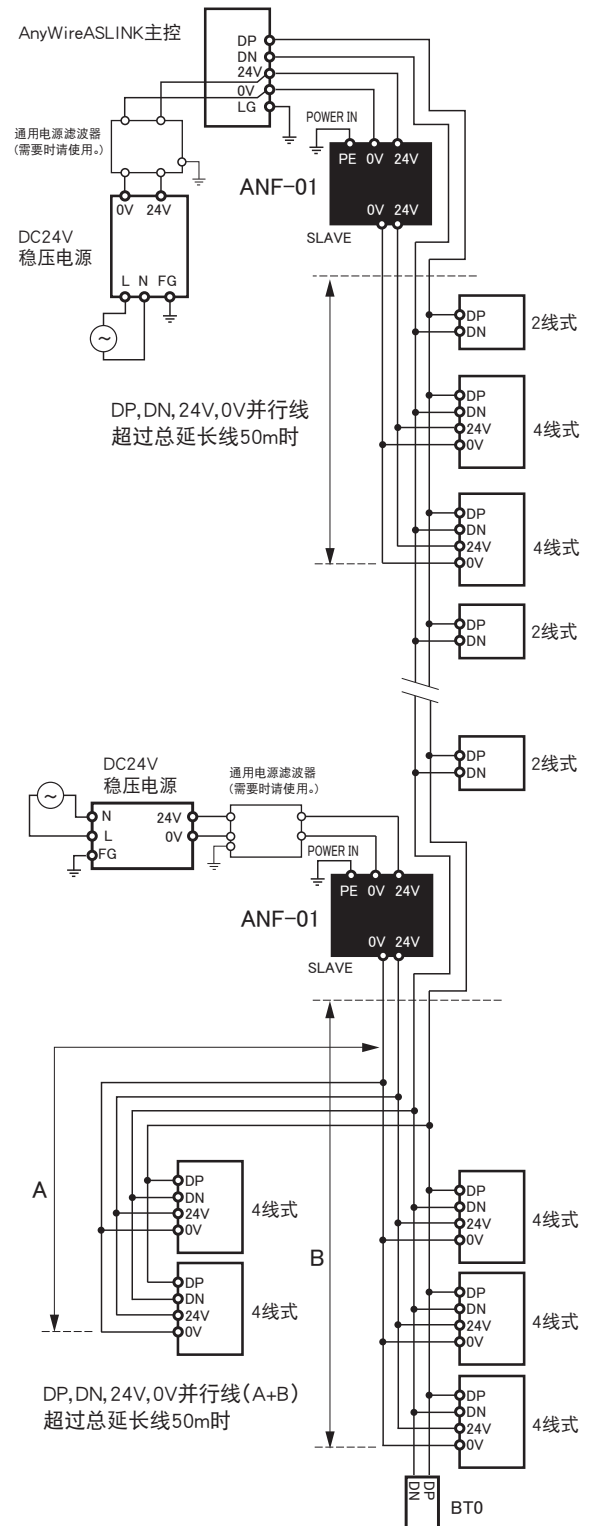 AnyWireASLINK主控
DP
DN
24V
0V
LG
通用电源滤波器
(需要时请使用。)
POWER IN
PE 0V 24V
ANF-01
0V 24V
SLAVE
0V 24V
DC24V
稳压电源
L N FG
DP
DN
2线式
DP,DN,24V,0V并行线
超过总延长线50m时
DP
DN
24V
0V
4线式
DP
DN
24V
0V
4线式
DP
DN
2线式
DP
DN
2线式
DC24V
稳压电源
通用电源滤波器
(需要时请使用。)
N
L
FG
24V
0V
POWER IN
PE 0V 24V
ANF-01
0V 24V
SLAVE
A
B
DP
DN
24V
0V
4线式
DP
DN
24V
0V
4线式
DP
DN
24V
0V
4线式
DP
DN
24V
0V
4线式
DP,DN,24V,0V并行线(A+B)
超过总延长线50m时
DP
DN
24V
0V
4线式
DP
DN
BT0